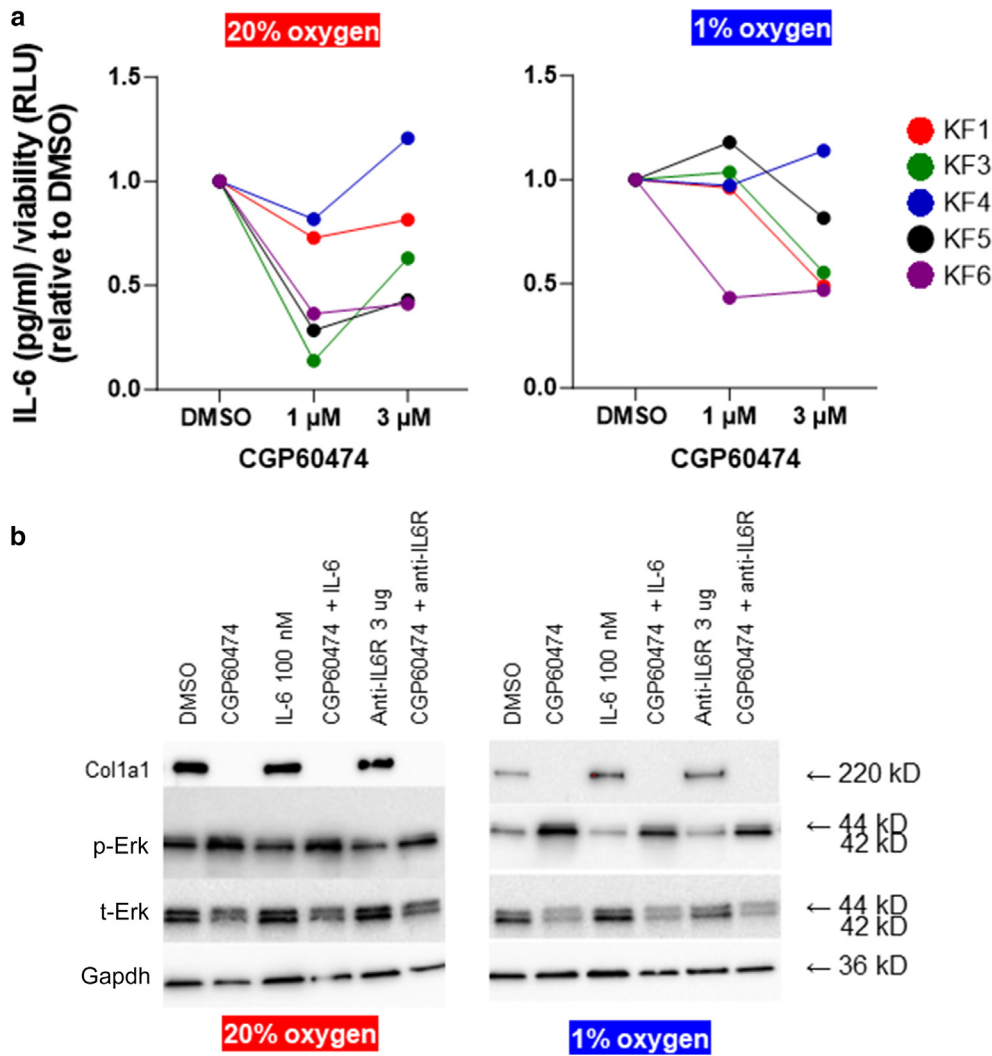 a
20% oxygen
1% oxygen
IL-6 (pg/ml) /viability (RLU)
(relative to DMSO)
1.5
1.0
0.5
0.0
DMSO 1 µM 3 µM
CGP60474
1.5
1.0
0.5
0.0
DMSO 1 µM 3 µM
CGP60474
KF1
KF3
KF4
KF5
KF6
b
DMSO
CGP60474
IL-6 100 nM
CGP60474 + IL-6
Anti-IL6R 3 ug
CGP60474 + anti-IL6R
DMSO
CGP60474
IL-6 100 nM
CGP60474 + IL-6
Anti-IL6R 3 ug
CGP60474 + anti-IL6R
Col1a1
← 220 kD
p-Erk
← 44 kD
42 kD
t-Erk
← 44 kD
42 kD
Gapdh
← 36 kD
20% oxygen
1% oxygen